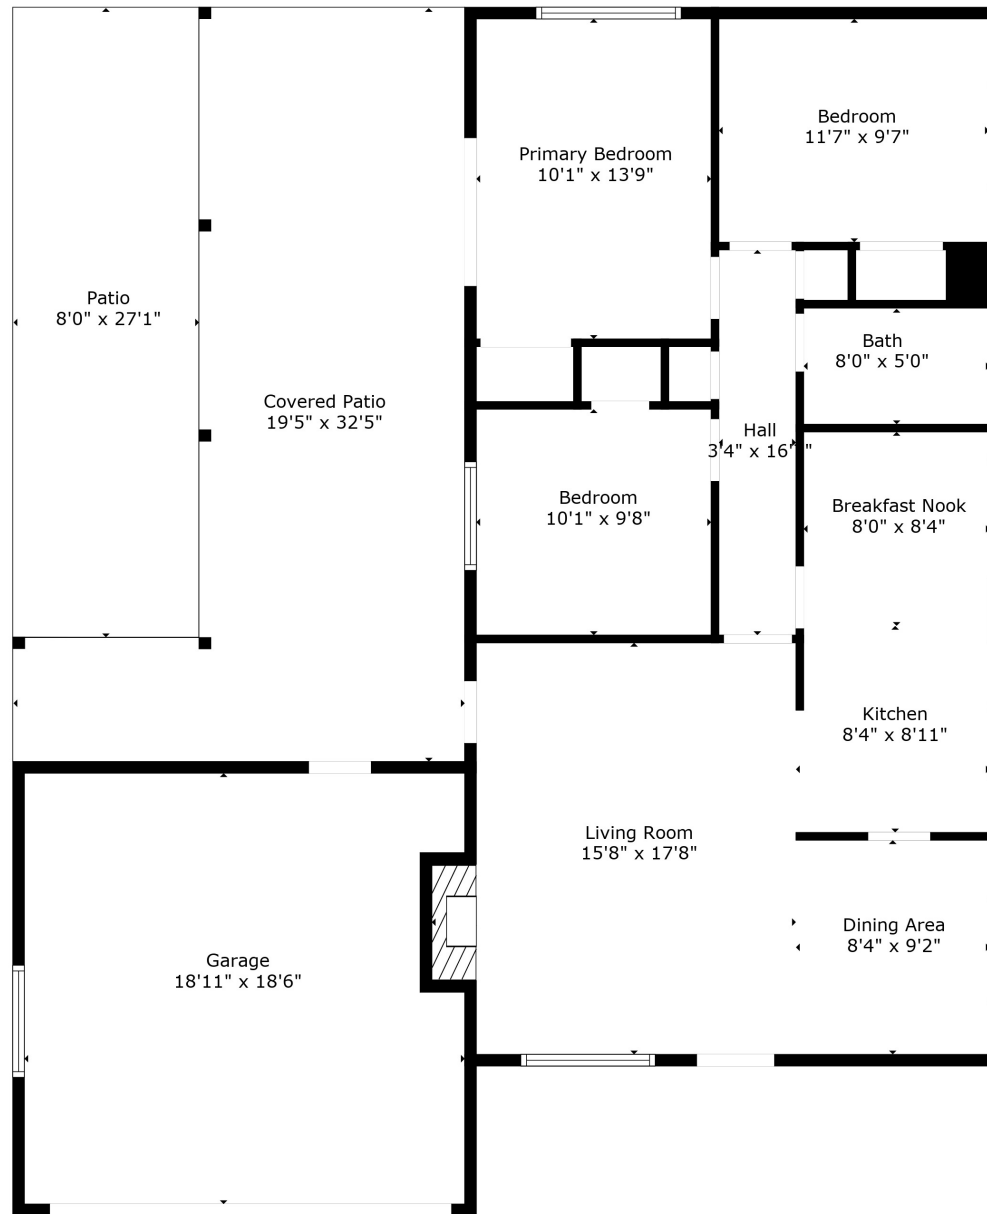 Bedroom
11'7" x 9'7"
Primary Bedroom
10'1" x 13'9"
Patio
8'0" x 27'1"
Bath
8'0" x 5'0"
Covered Patio
19'5" x 32'5"
Hall
3'4" x
Bedroom
10'1" x 9'8"
Breakfast Nook
8'0" x 8'4"
Kitchen
8'4" x 8'11"
Living Room
15'8" x 17'8"
Dining Area
8'4" x 9'2"
Garage
18'11" x 18'6"